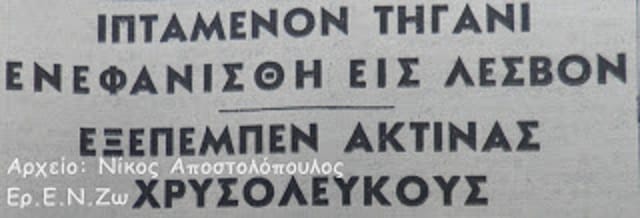 ΙΠΤΑΜΕΝΟΝ ΤΗΓΑΝΙ
ΕΝΕΦΑΝΙΣΘΗ ΕΙΣ ΛΕΣΒΟΝ
ΕΞΕΠΕΜΠΕΝ ΑΚΤΙΝΑΣ
Αρχείο: Νίκος Αποστολόπουλος
Ερ.Ε.Ν.Ζω
ΧΡΥΣΟΛΕΥΚΟΥΣ